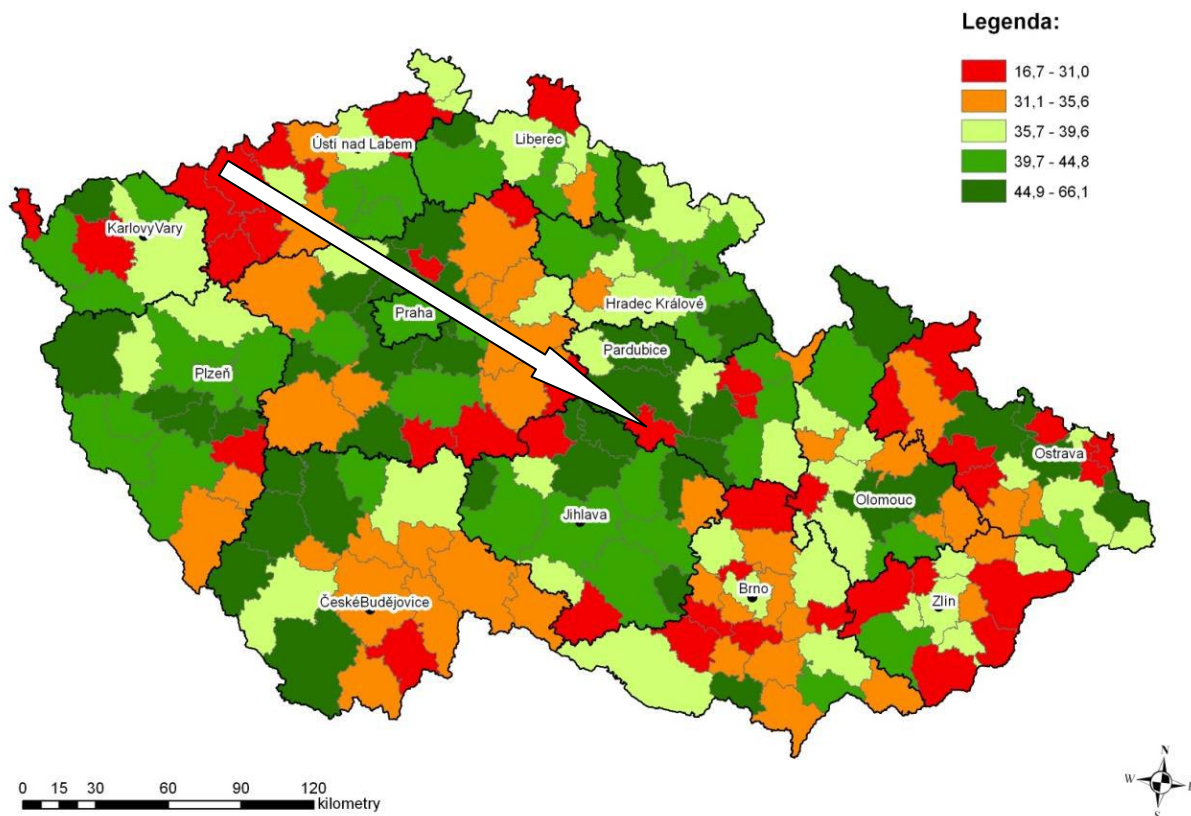 Legenda:
16,7 - 31,0
31,1 - 35,6
35,7 - 39,6
39,7 - 44,8
44,9 - 66,1
Ústí nad Labem
Liberec
KarlovyVary
Praha
Hradec Králové
Pardubice
Plzeň
Ostrava
Olomouc
Jihlava
Brno
Zlín
ČeskéBudějovice
0 15 30 60 90 120
kilometry
N
W E
S